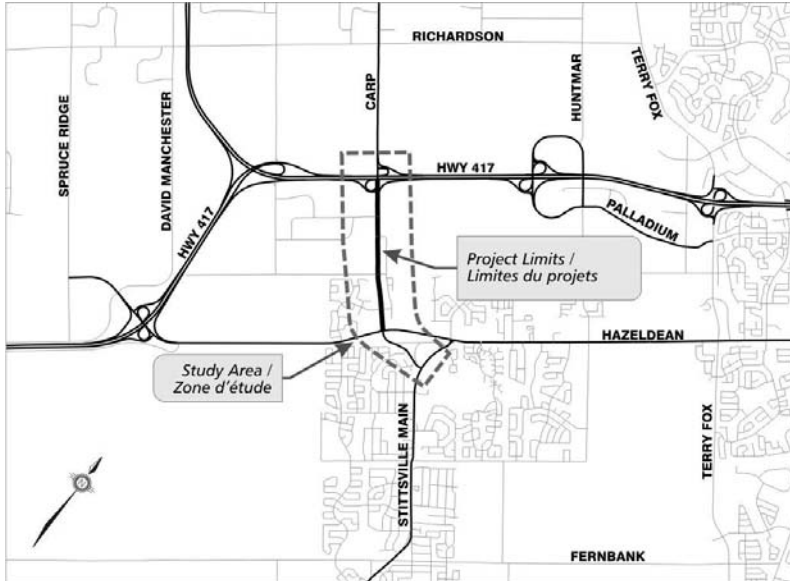 RICHARDSON
CARP
HUNTMAR
TERRY FOX
SPRUCE RIDGE
DAVID MANCHESTER
HWY 417
HWY 417
PALLADIUM
Project Limits /
Limites du projets
HAZELDEAN
Study Area /
Zone d'étude
STITTSVILLE MAIN
TERRY FOX
FERNBANK